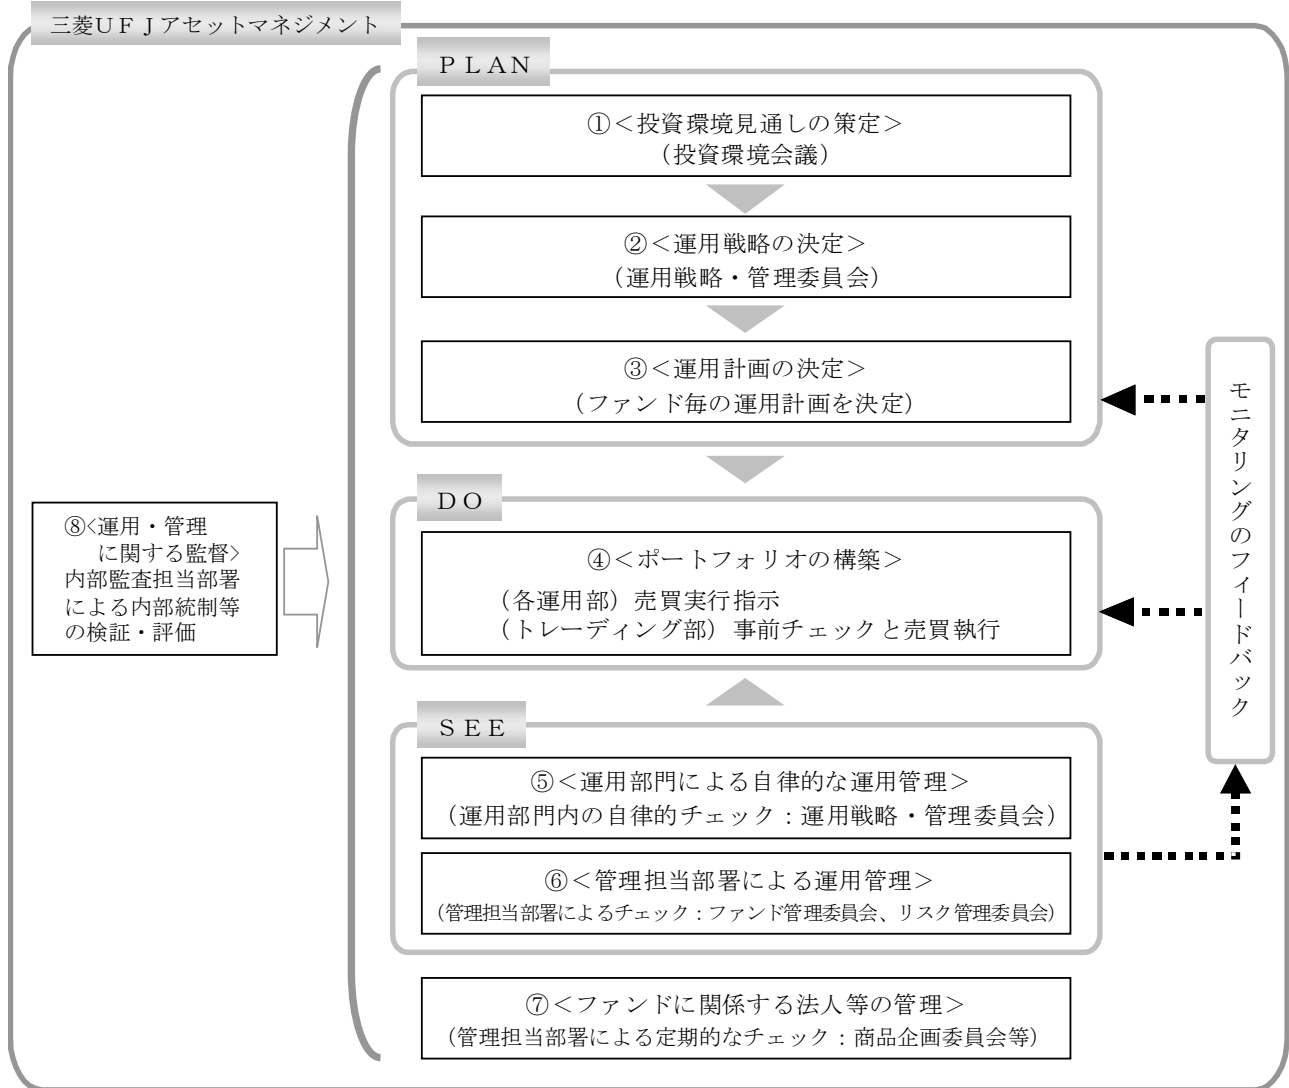 三菱ＵＦＪアセットマネジメント
ＰＬＡＮ
①＜投資環境見通しの策定＞
（投資環境会議）
②＜運用戦略の決定＞
（運用戦略・管理委員会）
③＜運用計画の決定＞
（ファンド毎の運用計画を決定）
ＤＯ
④＜ポートフォリオの構築＞
（各運用部）売買実行指示
（トレーディング部）事前チェックと売買執行
ＳＥＥ
⑤＜運用部門による自律的な運用管理＞
（運用部門内の自律的チェック：運用戦略・管理委員会）
⑥＜管理担当部署による運用管理＞
（管理担当部署によるチェック：ファンド管理委員会、リスク管理委員会）
⑦＜ファンドに関係する法人等の管理＞
（管理担当部署による定期的なチェック：商品企画委員会等）
⑧<運用・管理
に関する監督>
内部監査担当部署
による内部統制等
の検証・評価
モニタリングのフィードバック